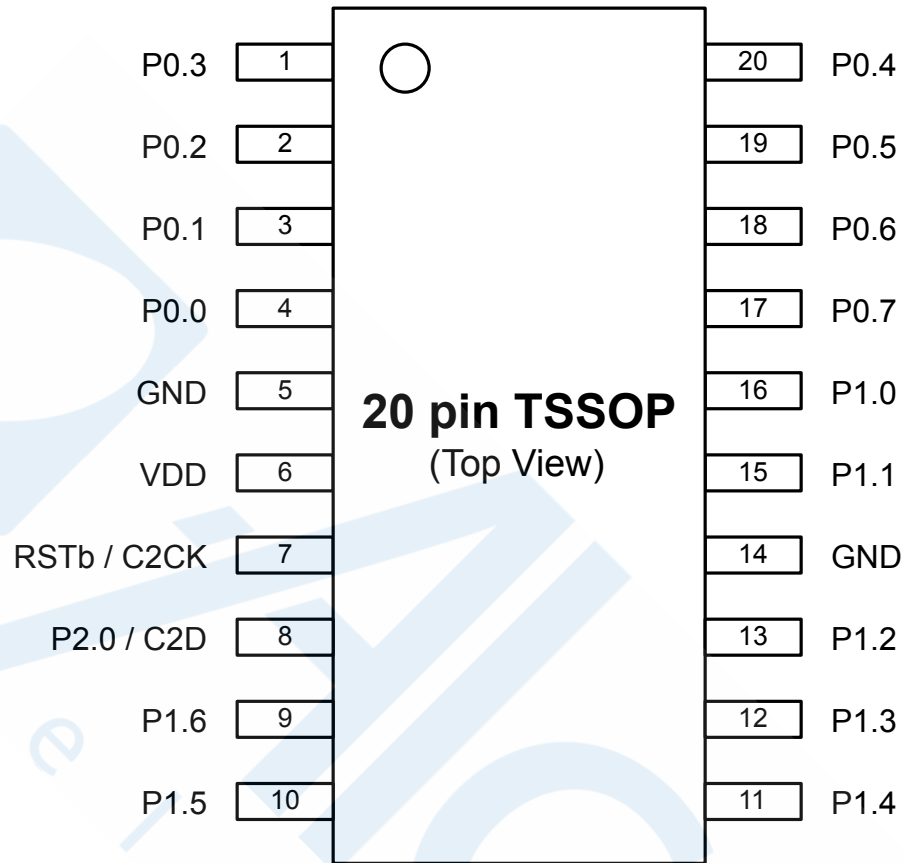 P0.3 1 20 P0.4
P0.2 2 19 P0.5
P0.1 3 18 P0.6
P0.0 4 17 P0.7
GND 5 16 P1.0
20 pin TSSOP
(Top View)
VDD 6 15 P1.1
RSTb / C2CK 7 14 GND
P2.0 / C2D 8 13 P1.2
P1.6 9 12 P1.3
P1.5 10 11 P1.4